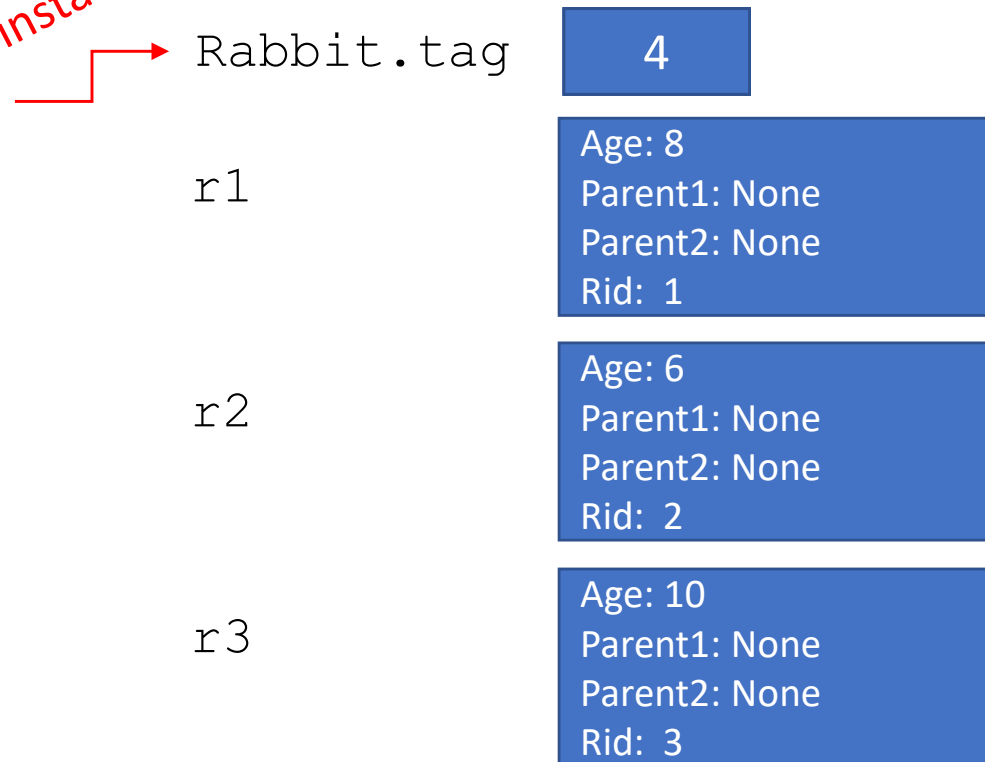 Rabbit.tag 4
r1
Age: 8
Parent1: None
Parent2: None
Rid: 1
r2
Age: 6
Parent1: None
Parent2: None
Rid: 2
r3
Age: 10
Parent1: None
Parent2: None
Rid: 3